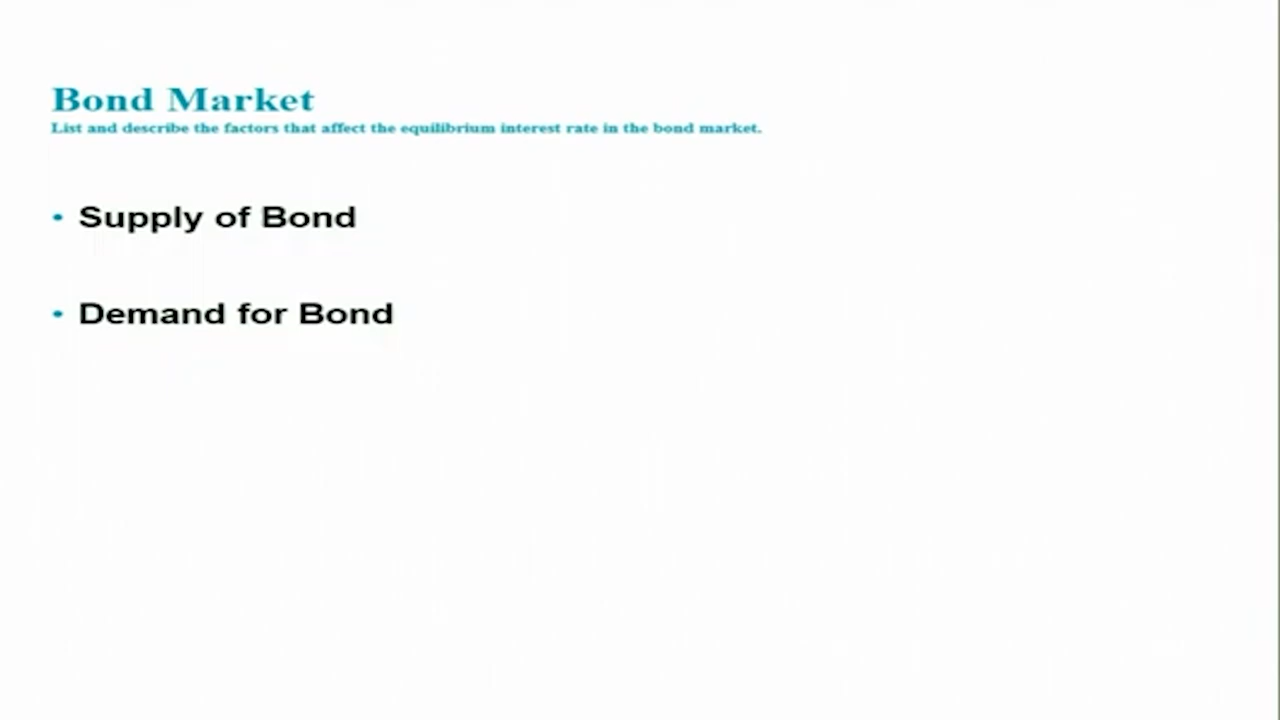 Bond Market
List and describe the factors that affect the equilibrium interest rate in the bond market.
• Supply of Bond
• Demand for Bond